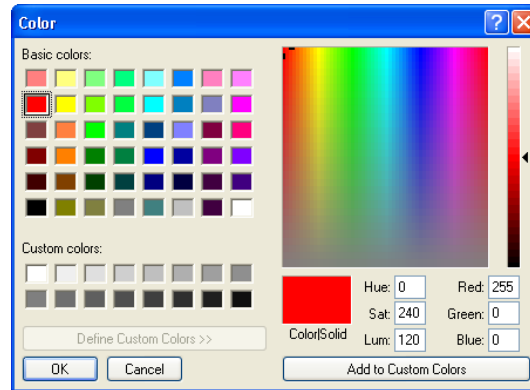 Color
Basic colors:
Custom colors:
Define Custom Colors >>
OK Cancel
Color|Solid
Hue: 0 Red: 255
Sat: 240 Green: 0
Lum: 120 Blue: 0
Add to Custom Colors